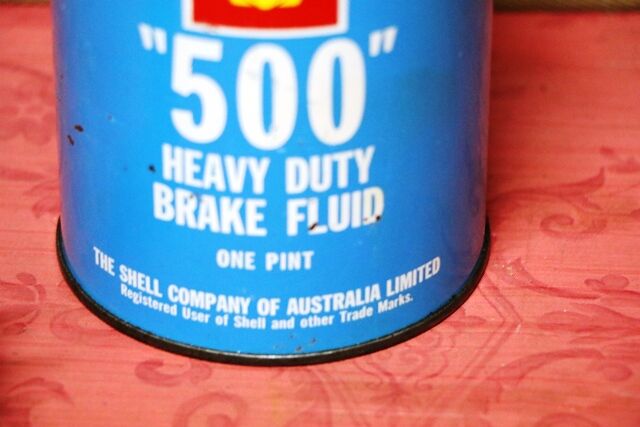 "500"
HEAVY DUTY
BRAKE FLUID
ONE PINT
THE SHELL COMPANY OF AUSTRALIA LIMITED
Registered User of Shell and other Trade Marks.